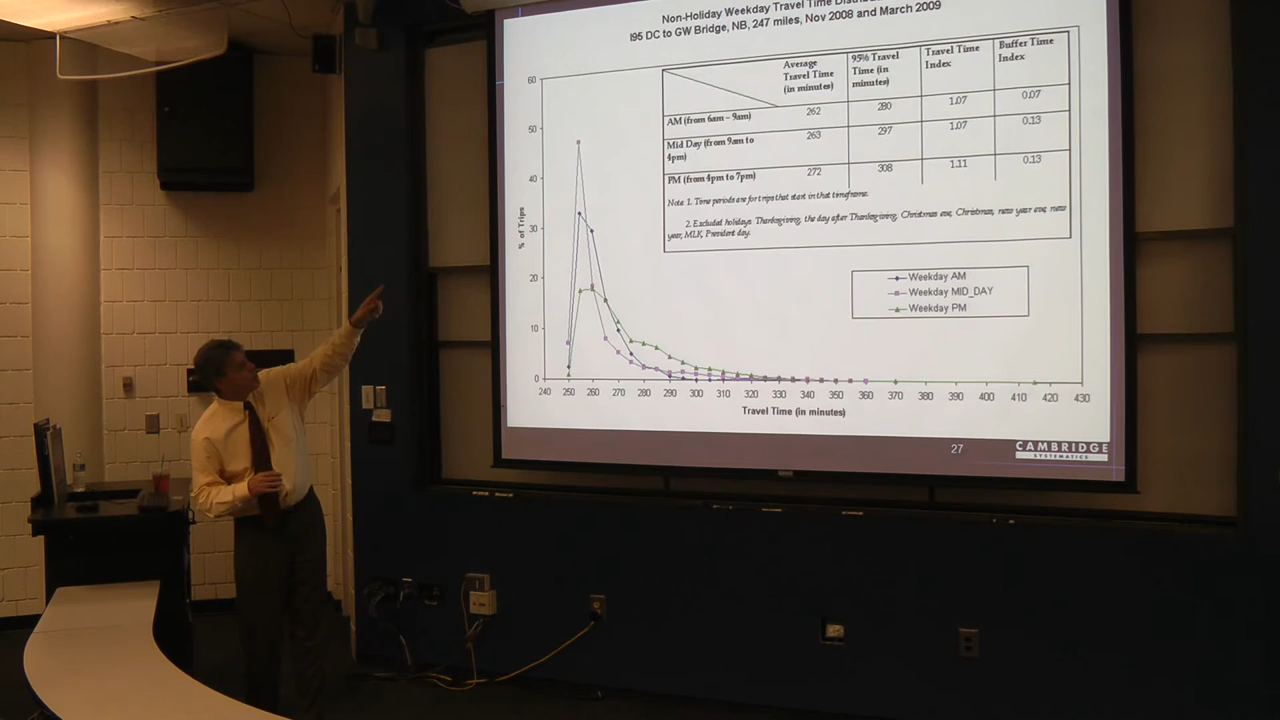 Non-Holiday Weekday Travel Time
I95 DC to GW Bridge, NB, 247 miles, Nov 2008 and March 2009
Average Travel Time (in minutes)
95% Travel Time (in minutes)
Travel Time Index
Buffer Time Index
AM (from 6am – 9am) 262 280 1.07 0.07
Mid Day (from 9am to 4pm) 263 297 1.07 0.13
PM (from 4pm to 7pm) 272 308 1.11 0.13
Note 1. Time periods are for trips that start in that timeframe.
2. Excluded holidays Thanksgiving, the day after Thanksgiving, Christmas eve, Christmas, new year eve, new
year, MLK, President day.
60
50
40
30
20
10
0
% of Trips
Weekday AM
Weekday MID_DAY
Weekday PM
240 250 260 270 280 290 300 310 320 330 340 350 360 370 380 390 400 410 420 430
Travel Time (in minutes)
27
CAMBRIDGE
SYSTEMATICS